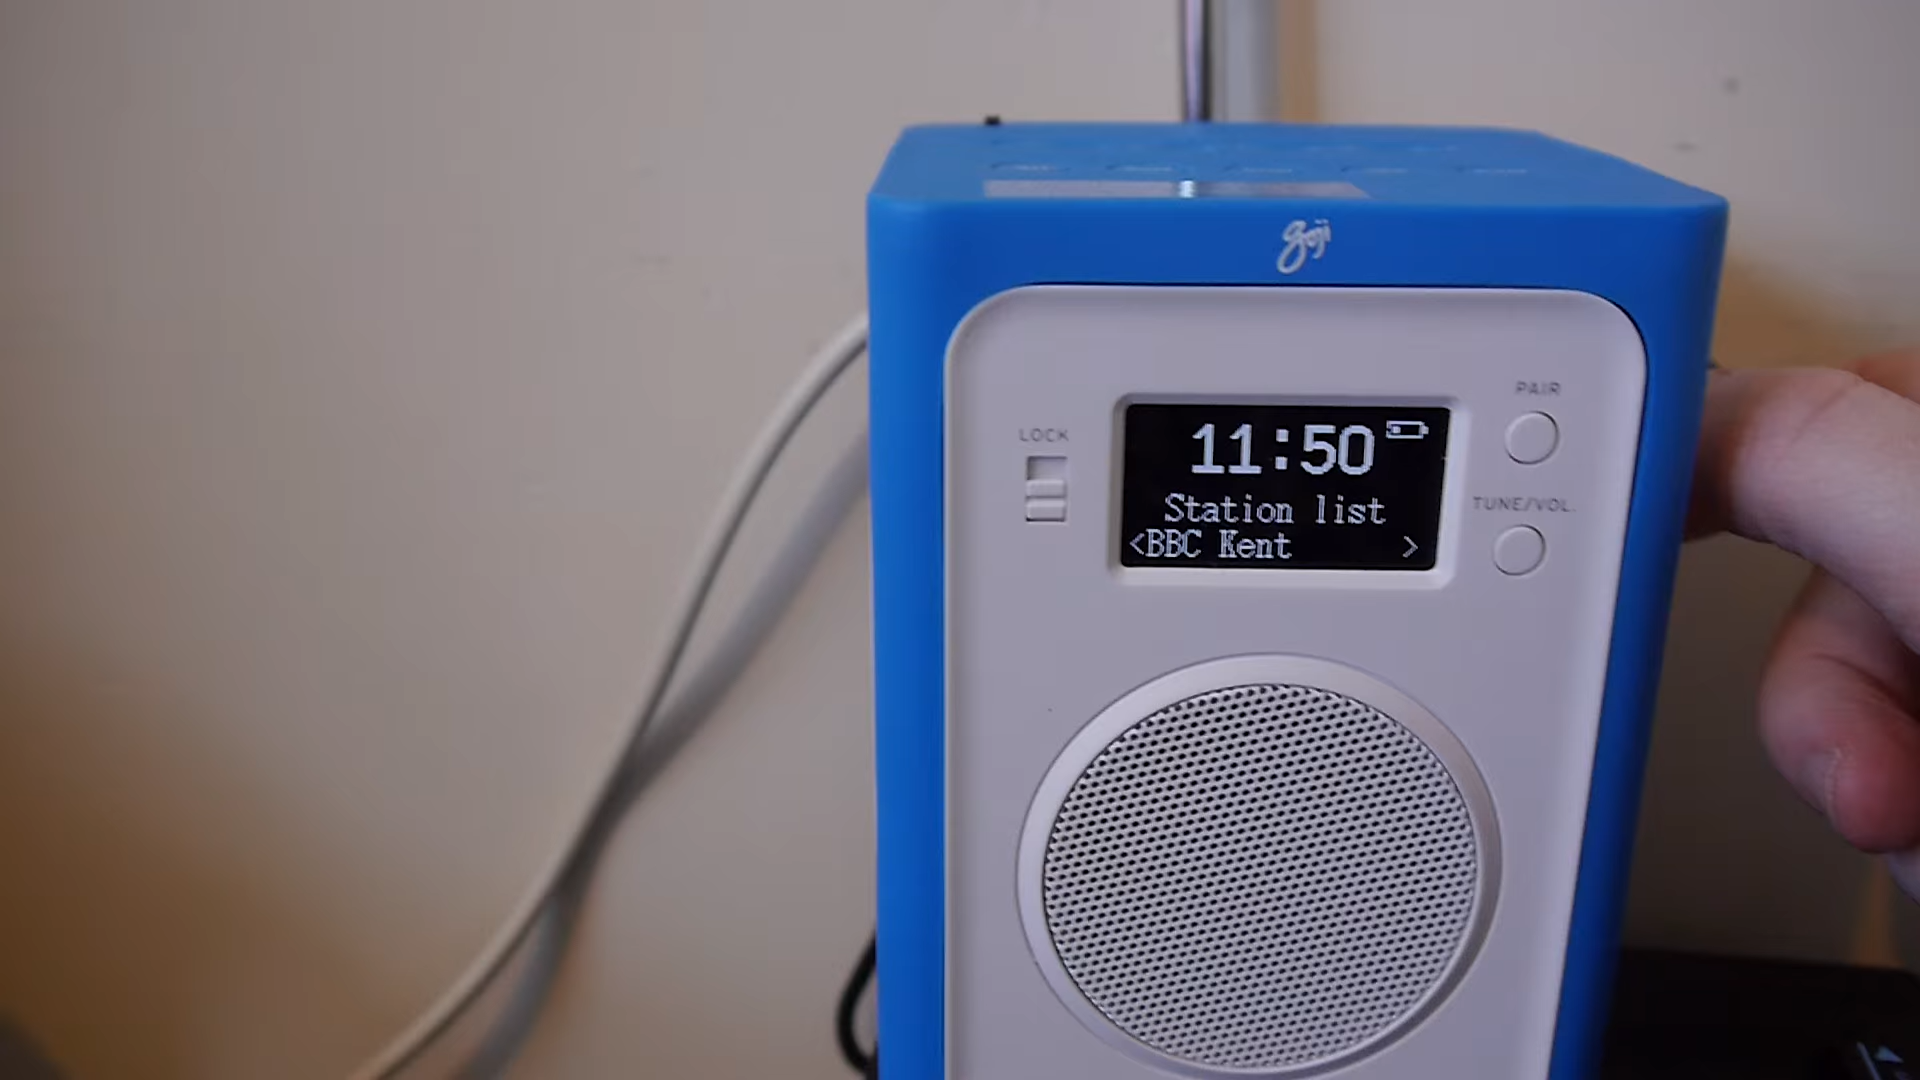 goji
PAIR
LOCK
11:50
TUNE/VOL.
Station list
<BBC Kent >